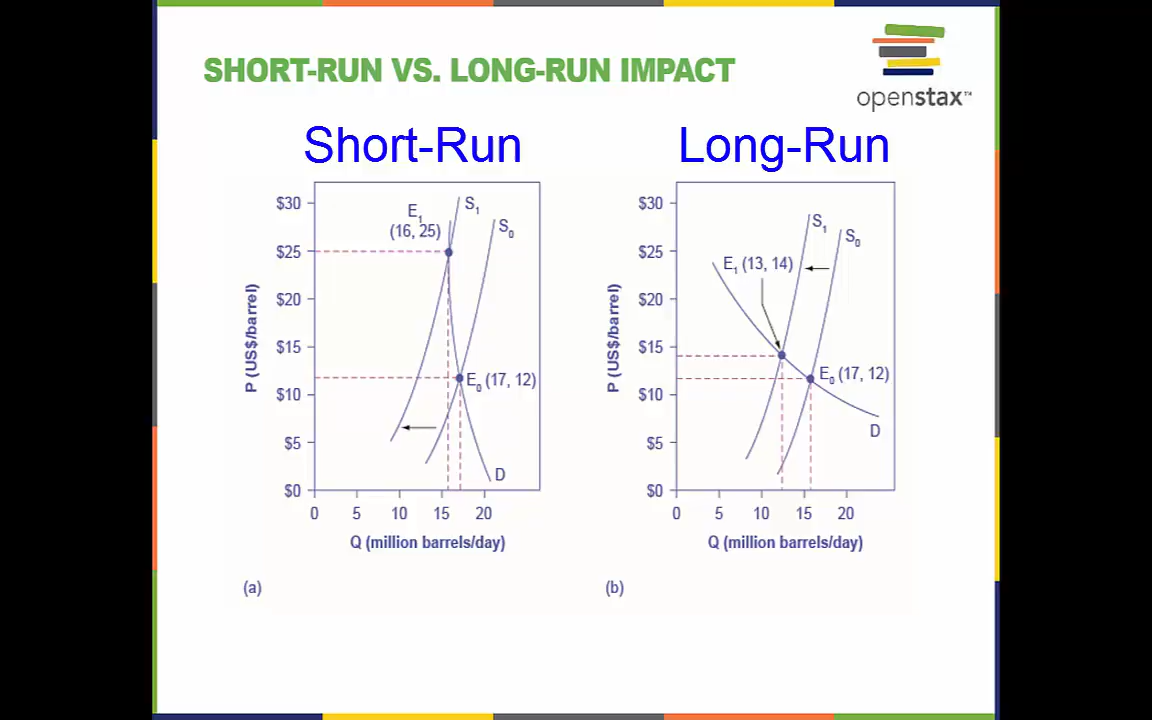 SHORT-RUN VS. LONG-RUN IMPACT
openstax™
Short-Run
Long-Run
$30
$25
$20
$15
$10
$5
$0
0 5 10 15 20
P (US$/barrel)
Q (million barrels/day)
E1
(16, 25)
S1
S0
E0 (17, 12)
D
(a)
$30
$25
$20
$15
$10
$5
$0
0 5 10 15 20
P (US$/barrel)
Q (million barrels/day)
S1
S0
E1 (13, 14)
E0 (17, 12)
D
(b)